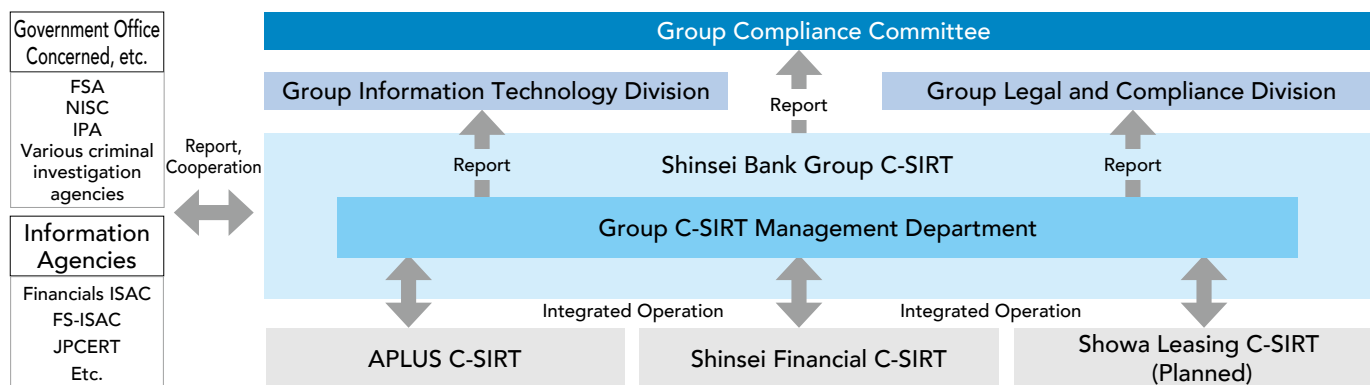 Government Office
Concerned, etc.
FSA
NISC
IPA
Various criminal
investigation
agencies
Information
Agencies
Financials ISAC
FS-ISAC
JPCERT
Etc.
Report,
Cooperation
Group Compliance Committee
Group Information Technology Division
Report
Group Legal and Compliance Division
Report
Shinsei Bank Group C-SIRT
Report
Group C-SIRT Management Department
Integrated Operation
Integrated Operation
APLUS C-SIRT
Shinsei Financial C-SIRT
Showa Leasing C-SIRT
(Planned)